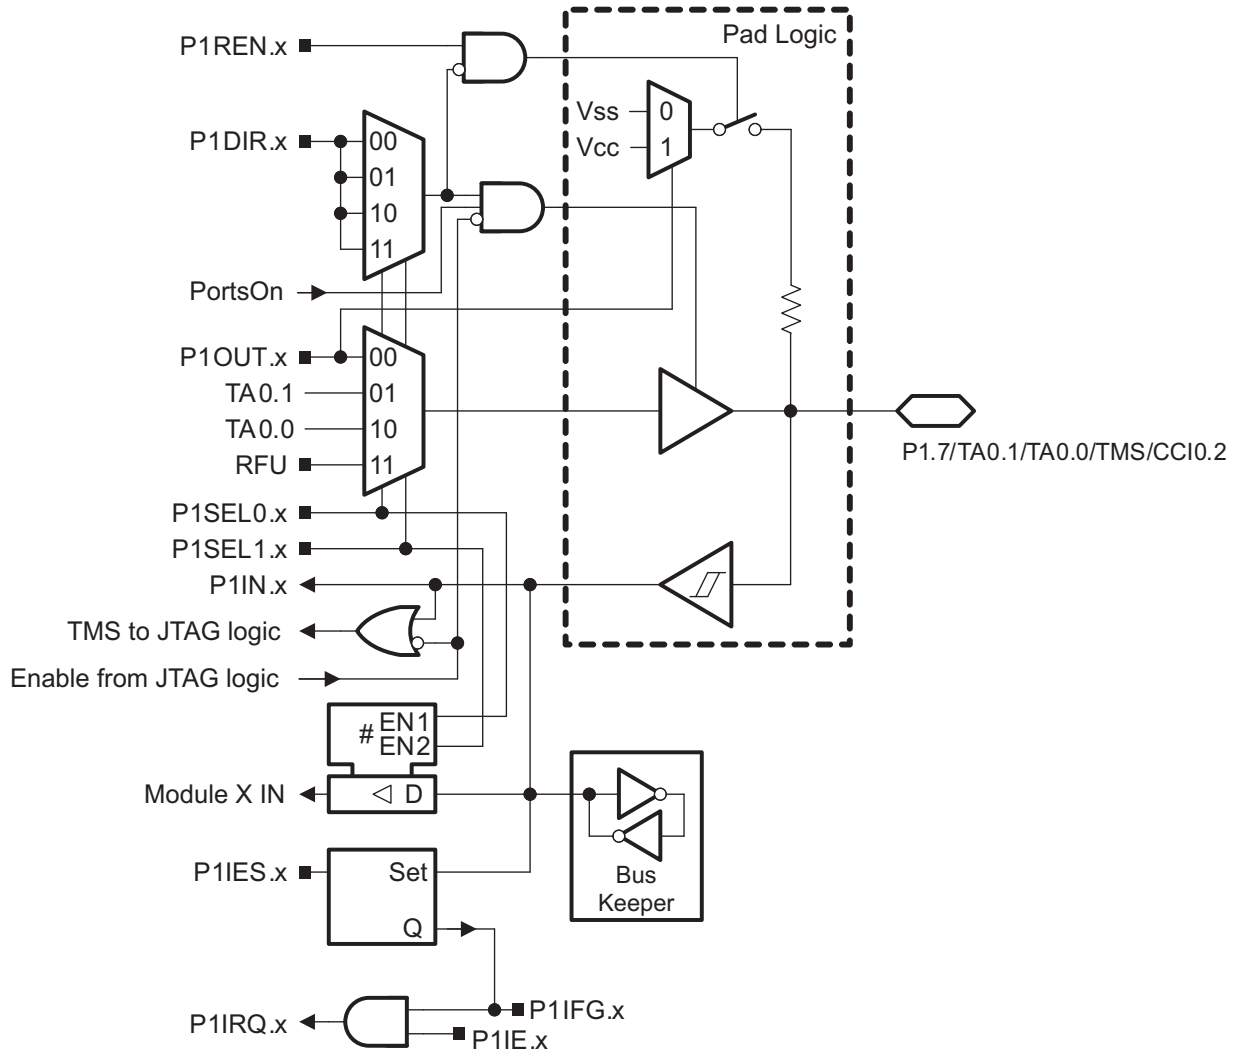 Pad Logic
P1REN.x
Vss 0
Vcc 1
P1DIR.x 00
01
10
11
PortsOn
P1OUT.x 00
TA0.1 01
TA0.0 10
RFU 11
P1.7/TA0.1/TA0.0/TMS/CCI0.2
P1SEL0.x
P1SEL1.x
P1IN.x
TMS to JTAG logic
Enable from JTAG logic
# EN1
EN2
Module X IN D
P1IES.x Set
Bus
Keeper
Q
P1IFG.x
P1IRQ.x
P1IE.x